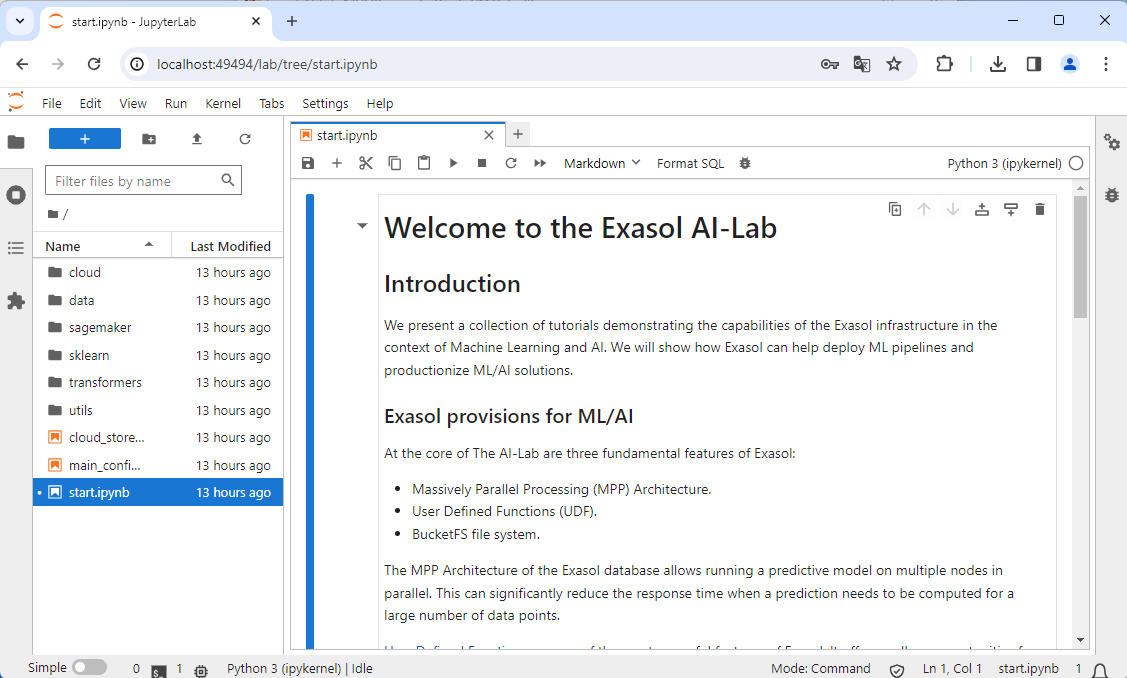 start.ipynb - JupyterLab
localhost:49494/lab/tree/start.ipynb
File Edit View Run Kernel Tabs Settings Help
start.ipynb
Markdown Format SQL Python 3 (ipykernel)
Filter files by name
/
Name Last Modified
cloud 13 hours ago
data 13 hours ago
sagemaker 13 hours ago
sklearn 13 hours ago
transformers 13 hours ago
utils 13 hours ago
cloud_store... 13 hours ago
main_confi... 13 hours ago
start.ipynb 13 hours ago
Welcome to the Exasol AI-Lab
Introduction
We present a collection of tutorials demonstrating the capabilities of the Exasol infrastructure in the
context of Machine Learning and AI. We will show how Exasol can help deploy ML pipelines and
productionize ML/AI solutions.
Exasol provisions for ML/AI
At the core of The AI-Lab are three fundamental features of Exasol:
• Massively Parallel Processing (MPP) Architecture.
• User Defined Functions (UDF).
• BucketFS file system.
The MPP Architecture of the Exasol database allows running a predictive model on multiple nodes in
parallel. This can significantly reduce the response time when a prediction needs to be computed for a
large number of data points.
Simple 0 1 Python 3 (ipykernel) | Idle Mode: Command Ln 1, Col 1 start.ipynb 1